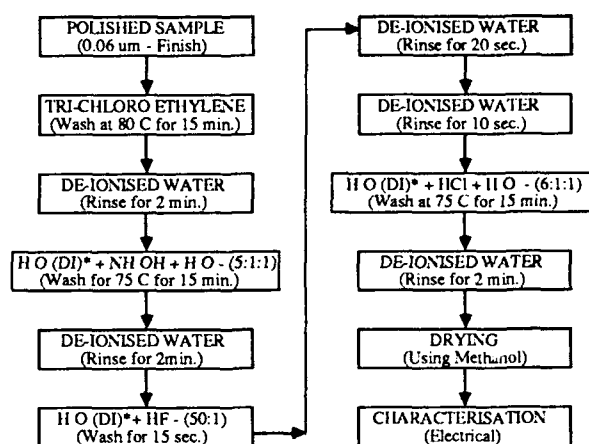 POLISHED SAMPLE
(0.06 um - Finish)
TRI-CHLORO ETHYLENE
(Wash at 80 C for 15 min.)
DE-IONISED WATER
(Rinse for 2 min.)
H O (DI)* + NH OH + H O - (5:1:1)
(Wash for 75 C for 15 min.)
DE-IONISED WATER
(Rinse for 2min.)
H O (DI)* + HF - (50:1)
(Wash for 15 sec.)
DE-IONISED WATER
(Rinse for 20 sec.)
DE-IONISED WATER
(Rinse for 10 sec.)
H O (DI)* + HCl + H O - (6:1:1)
(Wash at 75 C for 15 min.)
DE-IONISED WATER
(Rinse for 2 min.)
DRYING
(Using Methanol)
CHARACTERISATION
(Electrical)